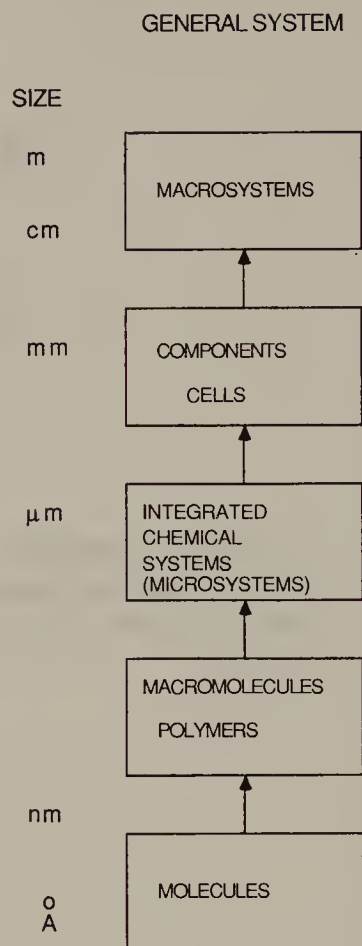 GENERAL SYSTEM
SIZE
m
MACROSYSTEMS
cm
mm
COMPONENTS
CELLS
μm
INTEGRATED
CHEMICAL
SYSTEMS
(MICROSYSTEMS)
MACROMOLECULES
POLYMERS
nm
MOLECULES
Å